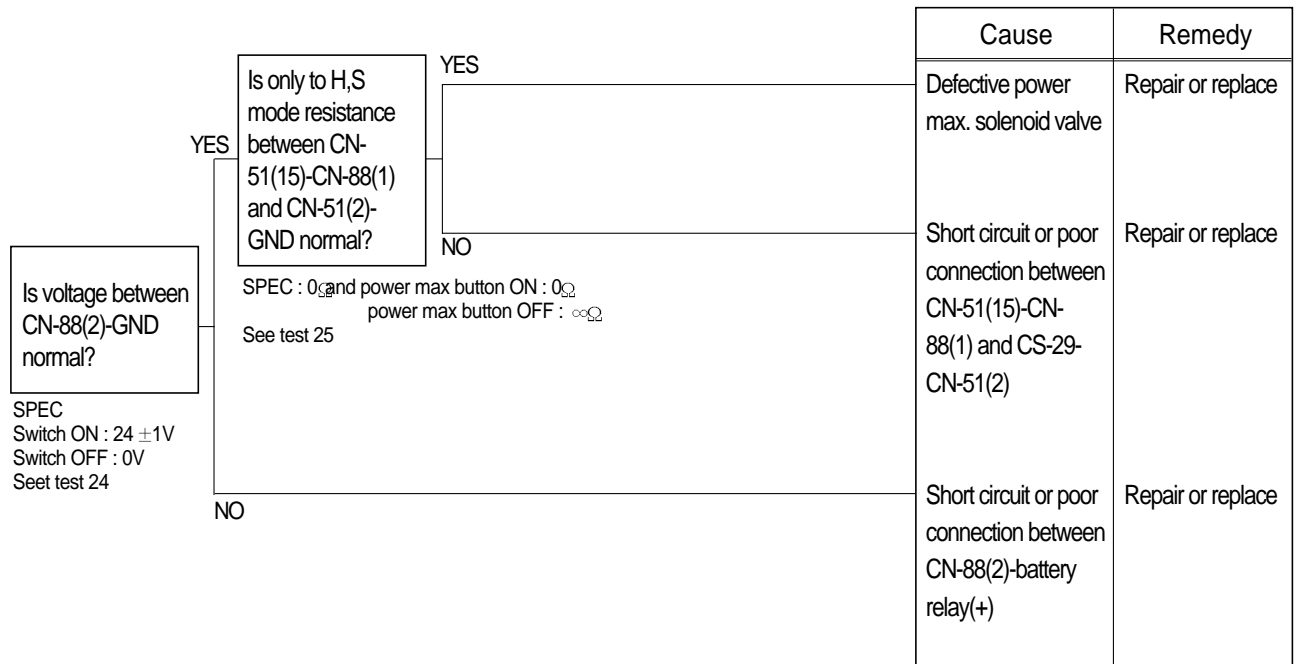 Cause
Remedy
YES
Is only to H,S
mode resistance
between CN-
51(15)-CN-88(1)
and CN-51(2)-
GND normal?
YES
Defective power
max. solenoid valve
Repair or replace
NO
Short circuit or poor
connection between
CN-51(15)-CN-
88(1) and CS-29-
CN-51(2)
Repair or replace
SPEC : 0Ω and power max button ON : 0Ω
power max button OFF : ∞Ω
See test 25
Is voltage between
CN-88(2)-GND
normal?
SPEC
Switch ON : 24 ±1V
Switch OFF : 0V
Seet test 24
NO
Short circuit or poor
connection between
CN-88(2)-battery
relay(+)
Repair or replace